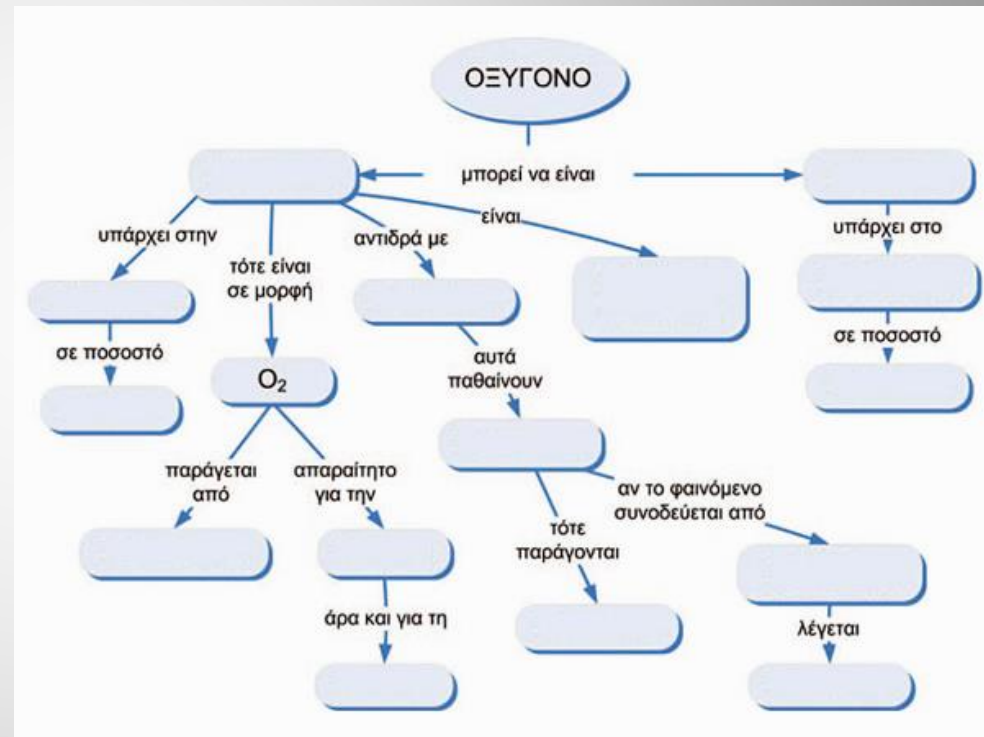 ΟΞΥΓΟΝΟ
μπορεί να είναι
υπάρχει στην
τότε είναι
σε μορφή
αντιδρά με
είναι
υπάρχει στο
σε ποσοστό
O₂
αυτά
παθαίνουν
σε ποσοστό
παράγεται
από
απαραίτητο
για την
τότε
παράγονται
αν το φαινόμενο
συνοδεύεται από
άρα και για τη
λέγεται